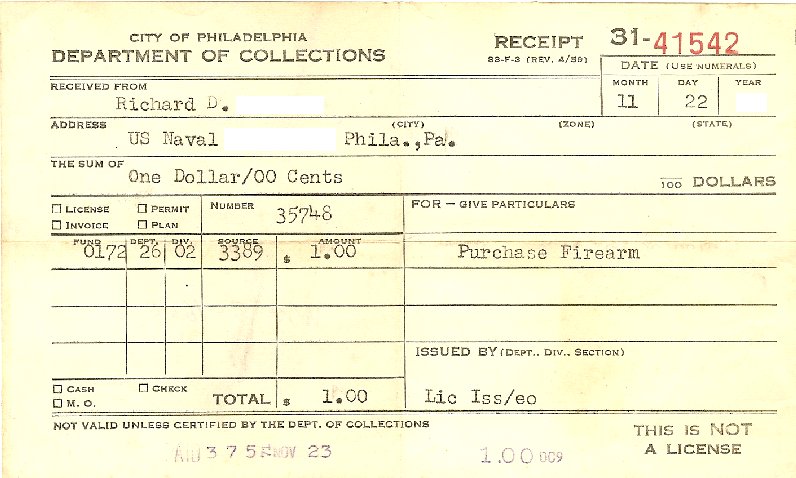 CITY OF PHILADELPHIA
DEPARTMENT OF COLLECTIONS
RECEIPT 31-41542
83-F-3 (REV. 4/59)
DATE (USE NUMERALS)
MONTH DAY YEAR
11 22
RECEIVED FROM
Richard D.
ADDRESS (CITY) (ZONE) (STATE)
US Naval Phila.,Pa.
THE SUM OF
One Dollar/00 Cents
100 DOLLARS
LICENSE PERMIT NUMBER 35748
INVOICE PLAN
FOR — GIVE PARTICULARS
FUND DEPT. DIV. SOURCE AMOUNT
0172 26 02 3389 $ 1.00
Purchase Firearm
ISSUED BY (DEPT., DIV., SECTION)
CASH CHECK
M. O. TOTAL $ 1.00
Lic Iss/eo
NOT VALID UNLESS CERTIFIED BY THE DEPT. OF COLLECTIONS
THIS IS NOT
A LICENSE
375 NOV 23 1.00 009